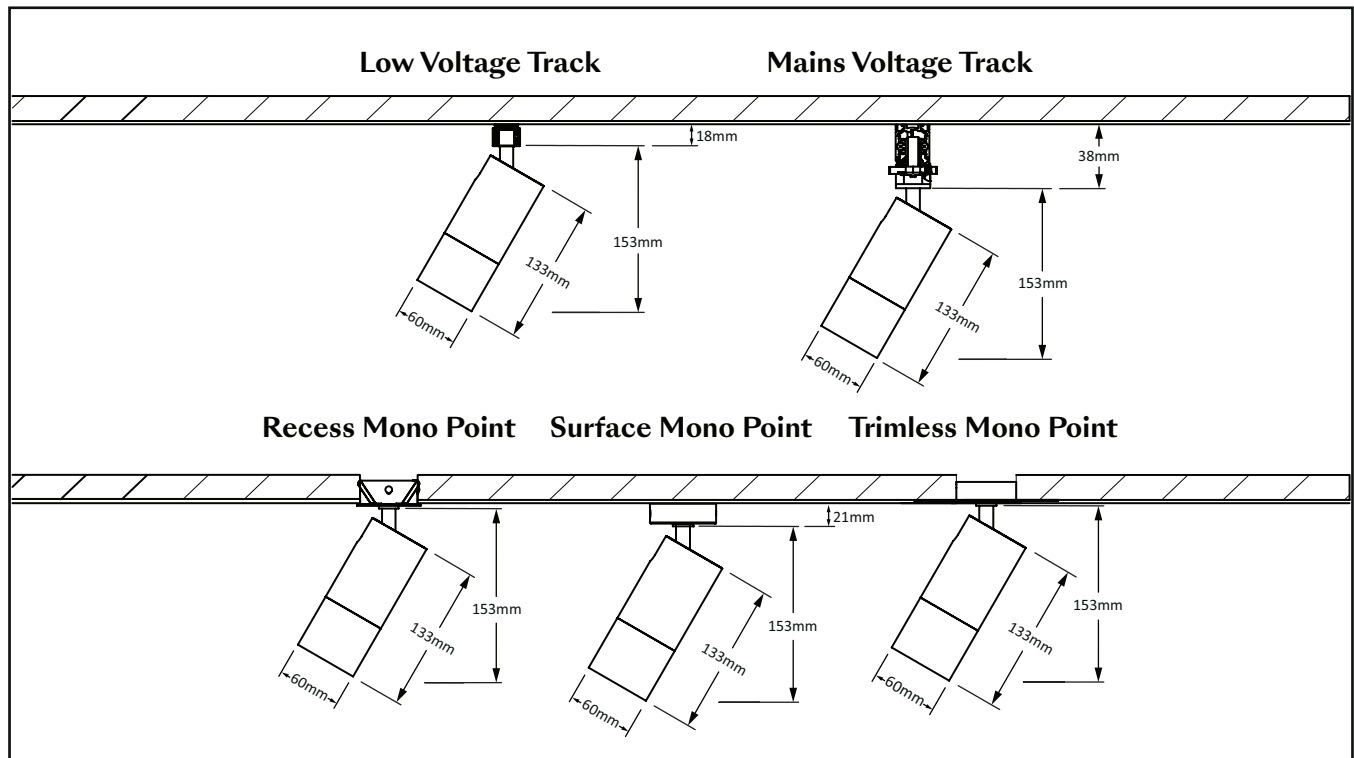 Low Voltage Track
Mains Voltage Track
18mm
38mm
153mm
133mm
60mm
153mm
133mm
60mm
Recess Mono Point
Surface Mono Point
Trimless Mono Point
21mm
153mm
133mm
60mm
153mm
133mm
60mm
153mm
133mm
60mm